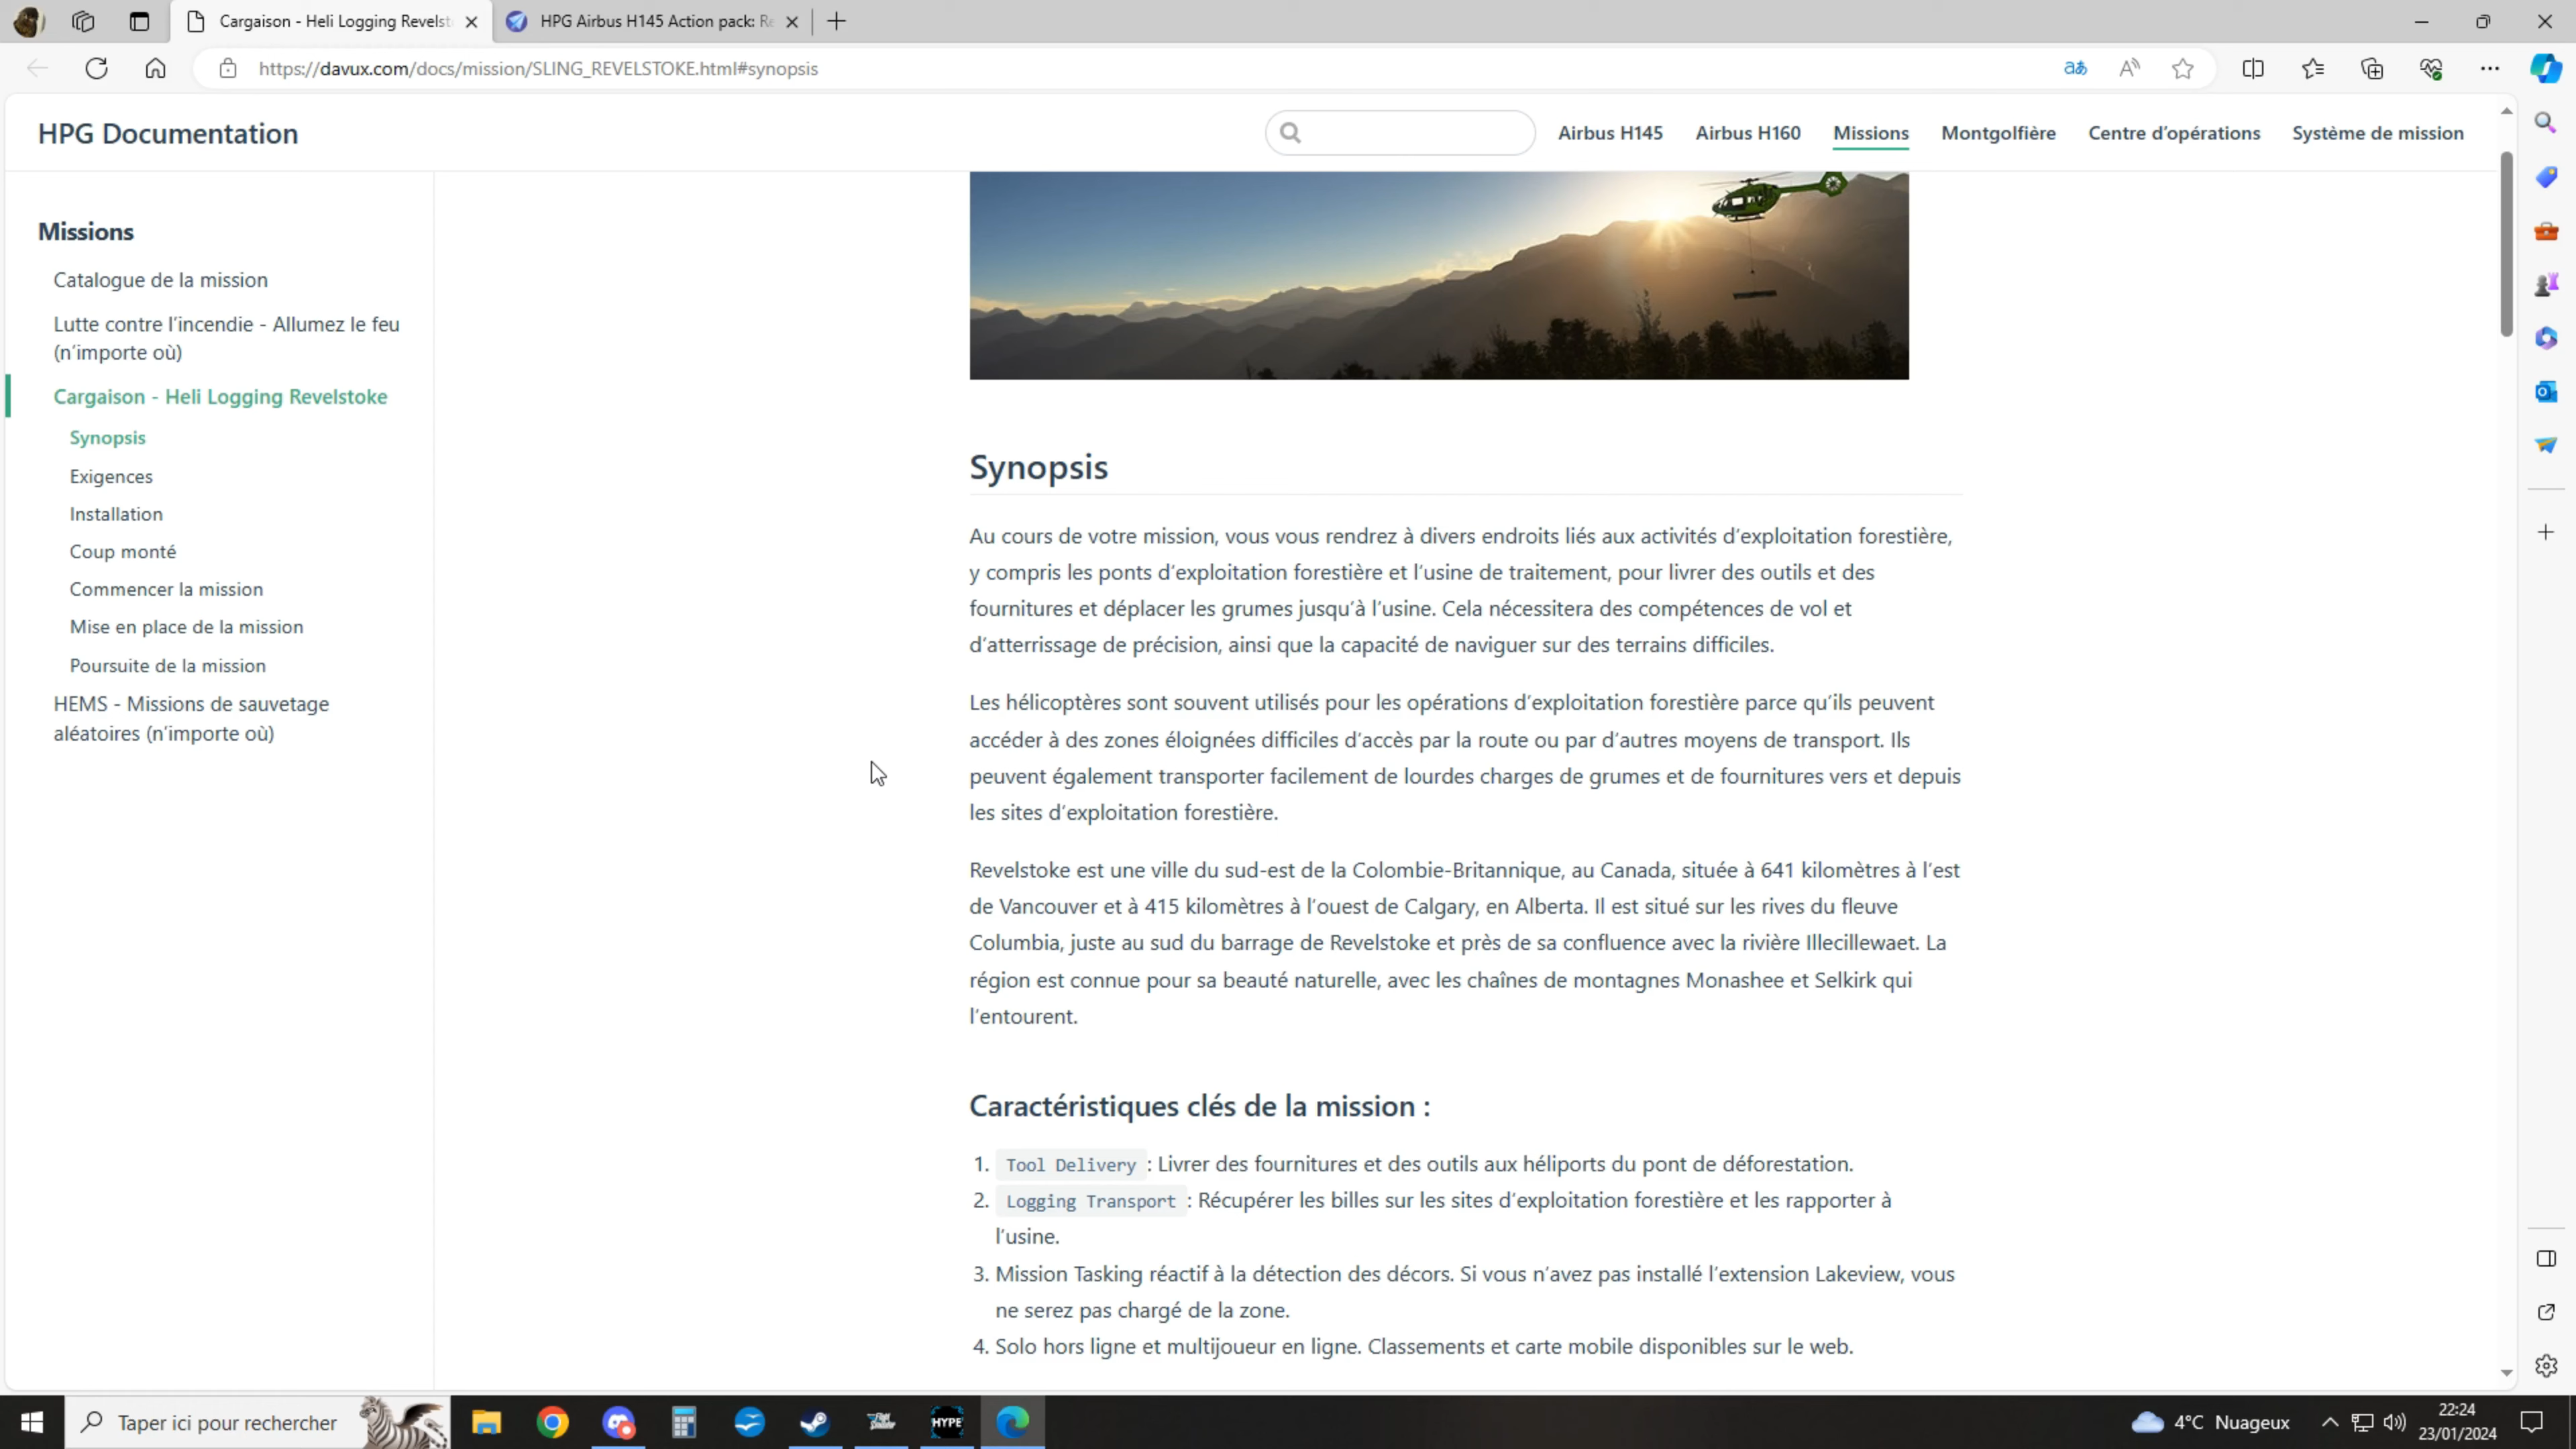 Cargaison - Heli Logging Revelst
HPG Airbus H145 Action pack: Re
https://davux.com/docs/mission/SLING_REVELSTOKE.html#synopsis
HPG Documentation
Airbus H145
Airbus H160
Missions
Montgolfière
Centre d’opérations
Système de mission
Missions
Catalogue de la mission
Lutte contre l’incendie - Allumez le feu
(n’importe où)
Cargaison - Heli Logging Revelstoke
Synopsis
Exigences
Installation
Coup monté
Commencer la mission
Mise en place de la mission
Poursuite de la mission
HEMS - Missions de sauvetage
aléatoires (n’importe où)
Synopsis
Au cours de votre mission, vous vous rendrez à divers endroits liés aux activités d’exploitation forestière,
y compris les ponts d’exploitation forestière et l’usine de traitement, pour livrer des outils et des
fournitures et déplacer les grumes jusqu’à l’usine. Cela nécessitera des compétences de vol et
d’atterrissage de précision, ainsi que la capacité de naviguer sur des terrains difficiles.
Les hélicoptères sont souvent utilisés pour les opérations d’exploitation forestière parce qu’ils peuvent
accéder à des zones éloignées difficiles d’accès par la route ou par d’autres moyens de transport. Ils
peuvent également transporter facilement de lourdes charges de grumes et de fournitures vers et depuis
les sites d’exploitation forestière.
Revelstoke est une ville du sud-est de la Colombie-Britannique, au Canada, située à 641 kilomètres à l’est
de Vancouver et à 415 kilomètres à l’ouest de Calgary, en Alberta. Il est situé sur les rives du fleuve
Columbia, juste au sud du barrage de Revelstoke et près de sa confluence avec la rivière Illecillewaet. La
région est connue pour sa beauté naturelle, avec les chaînes de montagnes Monashee et Selkirk qui
l’entourent.
Caractéristiques clés de la mission :
1. Tool Delivery : Livrer des fournitures et des outils aux héliports du pont de déforestation.
2. Logging Transport : Récupérer les billes sur les sites d’exploitation forestière et les rapporter à
l’usine.
3. Mission Tasking réactif à la détection des décors. Si vous n’avez pas installé l’extension Lakeview, vous
ne serez pas chargé de la zone.
4. Solo hors ligne et multijoueur en ligne. Classements et carte mobile disponibles sur le web.
Taper ici pour rechercher
HYPE
4°C Nuageux
22:24
23/01/2024